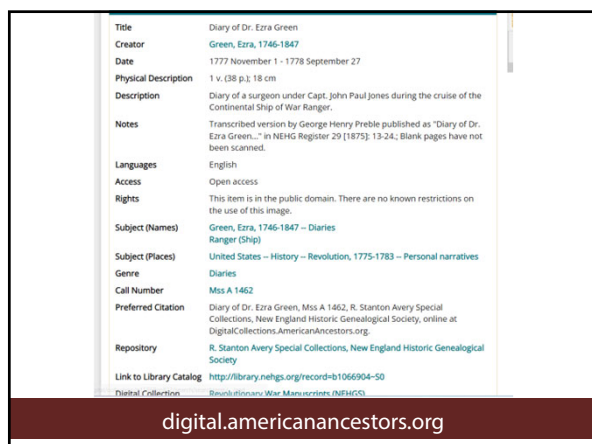 Title Diary of Dr. Ezra Green
Creator Green, Ezra, 1746-1847
Date 1777 November 1 - 1778 September 27
Physical Description 1 v. (38 p.); 18 cm
Description Diary of a surgeon under Capt. John Paul Jones during the cruise of the
Continental Ship of War Ranger.
Notes Transcribed version by George Henry Preble published as "Diary of Dr.
Ezra Green..." in NEHG Register 29 [1875]: 13-24.; Blank pages have not
been scanned.
Languages English
Access Open access
Rights This item is in the public domain. There are no known restrictions on
the use of this image.
Subject (Names) Green, Ezra, 1746-1847 -- Diaries
Ranger (Ship)
Subject (Places) United States -- History -- Revolution, 1775-1783 -- Personal narratives
Genre Diaries
Call Number Mss A 1462
Preferred Citation Diary of Dr. Ezra Green, Mss A 1462, R. Stanton Avery Special
Collections, New England Historic Genealogical Society, online at
DigitalCollections.AmericanAncestors.org.
Repository R. Stanton Avery Special Collections, New England Historic Genealogical
Society
Link to Library Catalog http://library.nehgs.org/record=b1066904~S0
Digital Collection Revolutionary War Manuscripts (NEHGS)
digital.americanancestors.org